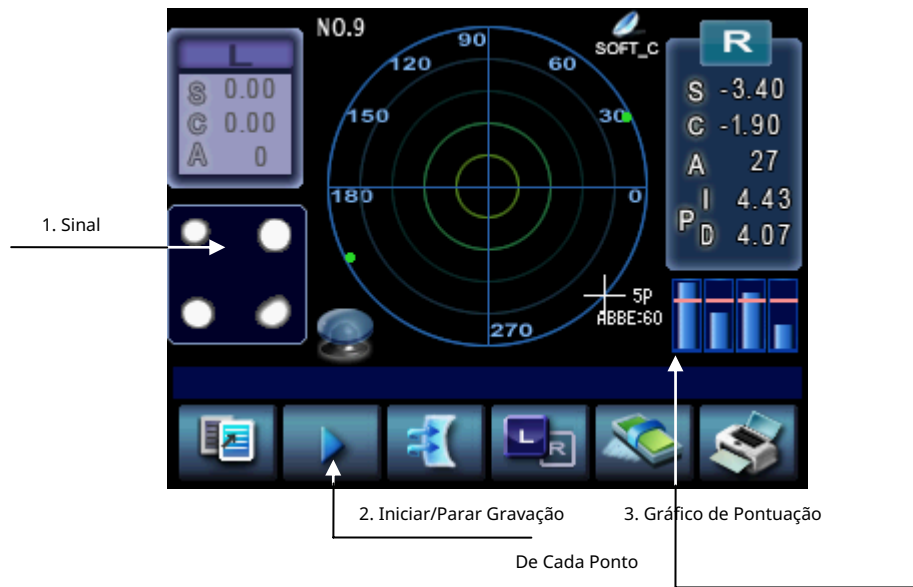 NO.9
SOFT_C
L
S 0.00
C 0.00
A 0
90
120
60
150
30
180
0
270
5P
ABBE:60
R
S -3.40
C -1.90
A 27
P
I 4.43
D 4.07
L
R
1. Sinal
2. Iniciar/Parar Gravação
De Cada Ponto
3. Gráfico de Pontuação